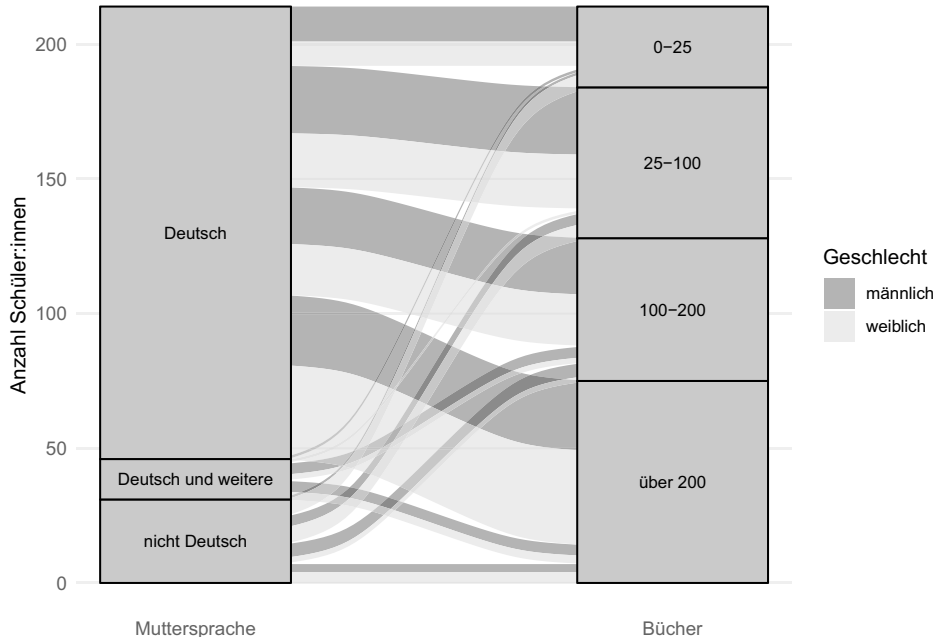 Anzahl Schüler:innen
200
150
100
50
0
Deutsch
Deutsch und weitere
nicht Deutsch
0−25
25−100
100−200
über 200
Muttersprache
Bücher
Geschlecht
männlich
weiblich